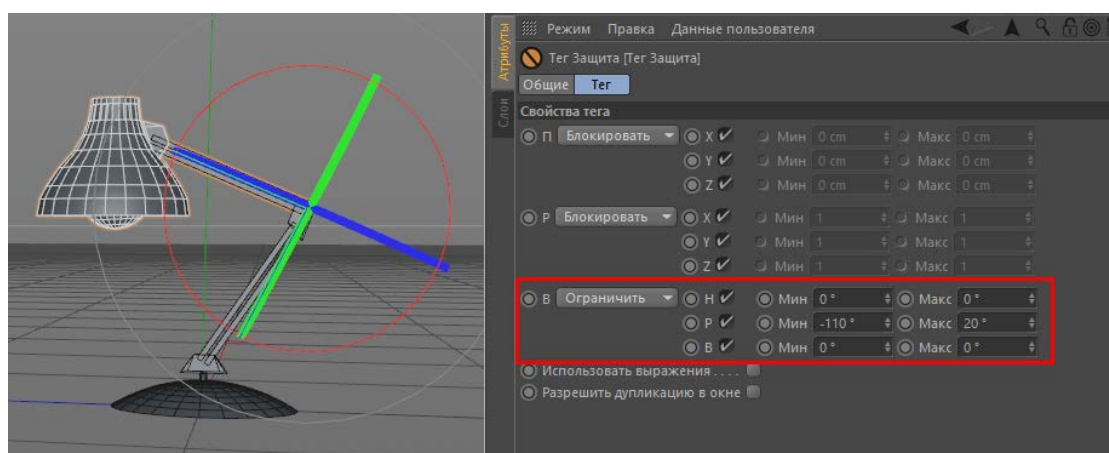 Атрибуты
Слои
Режим Правка Данные пользователя
Тег Защита [Тег Защита]
Общие Тег
Свойства тега
П Блокировать X Мин 0 cm Макс 0 cm
Y Мин 0 cm Макс 0 cm
Z Мин 0 cm Макс 0 cm
Р Блокировать X Мин 1 Макс 1
Y Мин 1 Макс 1
Z Мин 1 Макс 1
В Ограничить H Мин 0 ° Макс 0 °
P Мин -110 ° Макс 20 °
B Мин 0 ° Макс 0 °
Использовать выражения . . . .
Разрешить дупликацию в окне